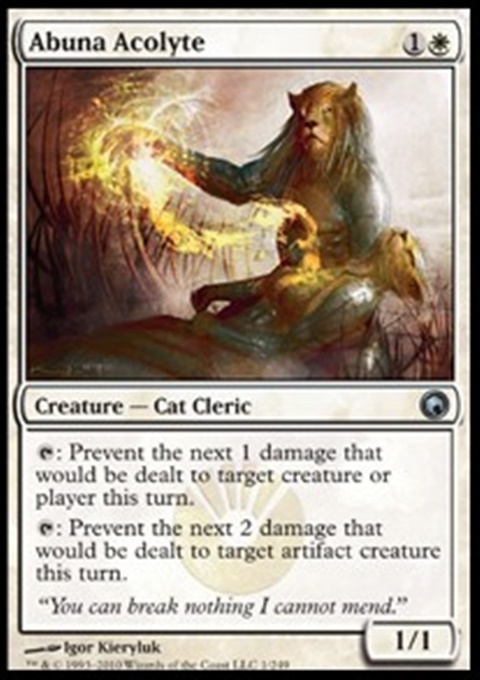 Abuna Acolyte 1
Creature — Cat Cleric
: Prevent the next 1 damage that
would be dealt to target creature or
player this turn.
: Prevent the next 2 damage that
would be dealt to target artifact creature
this turn.
“You can break nothing I cannot mend.”
1/1
Igor Kieryluk
™ & © 1993–2010 Wizards of the Coast LLC 1/249